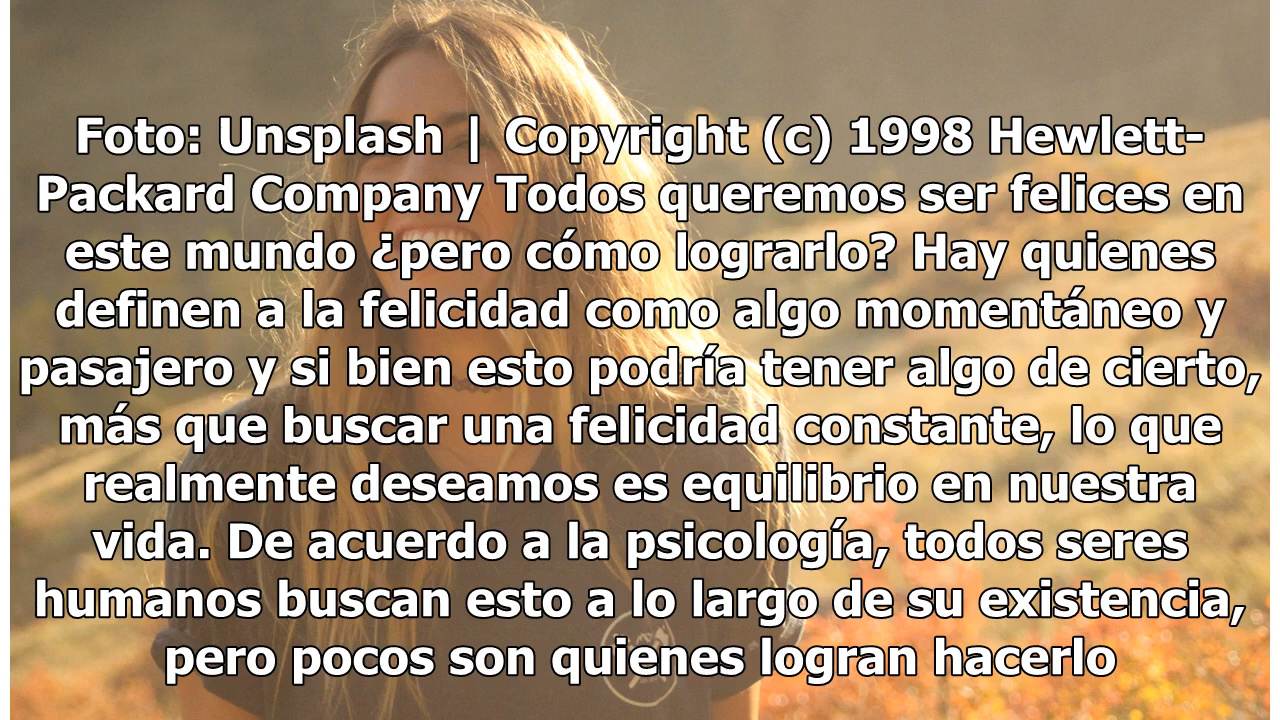 Foto: Unsplash | Copyright (c) 1998 Hewlett-
Packard Company Todos queremos ser felices en
este mundo ¿pero cómo lograrlo? Hay quienes
definen a la felicidad como algo momentáneo y
pasajero y si bien esto podría tener algo de cierto,
más que buscar una felicidad constante, lo que
realmente deseamos es equilibrio en nuestra
vida. De acuerdo a la psicología, todos seres
humanos buscan esto a lo largo de su existencia,
pero pocos son quienes logran hacerlo